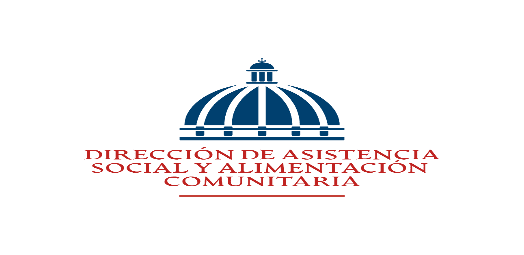 DIRECCIÓN DE ASISTENCIA
SOCIAL Y ALIMENTACIÓN
COMUNITARIA